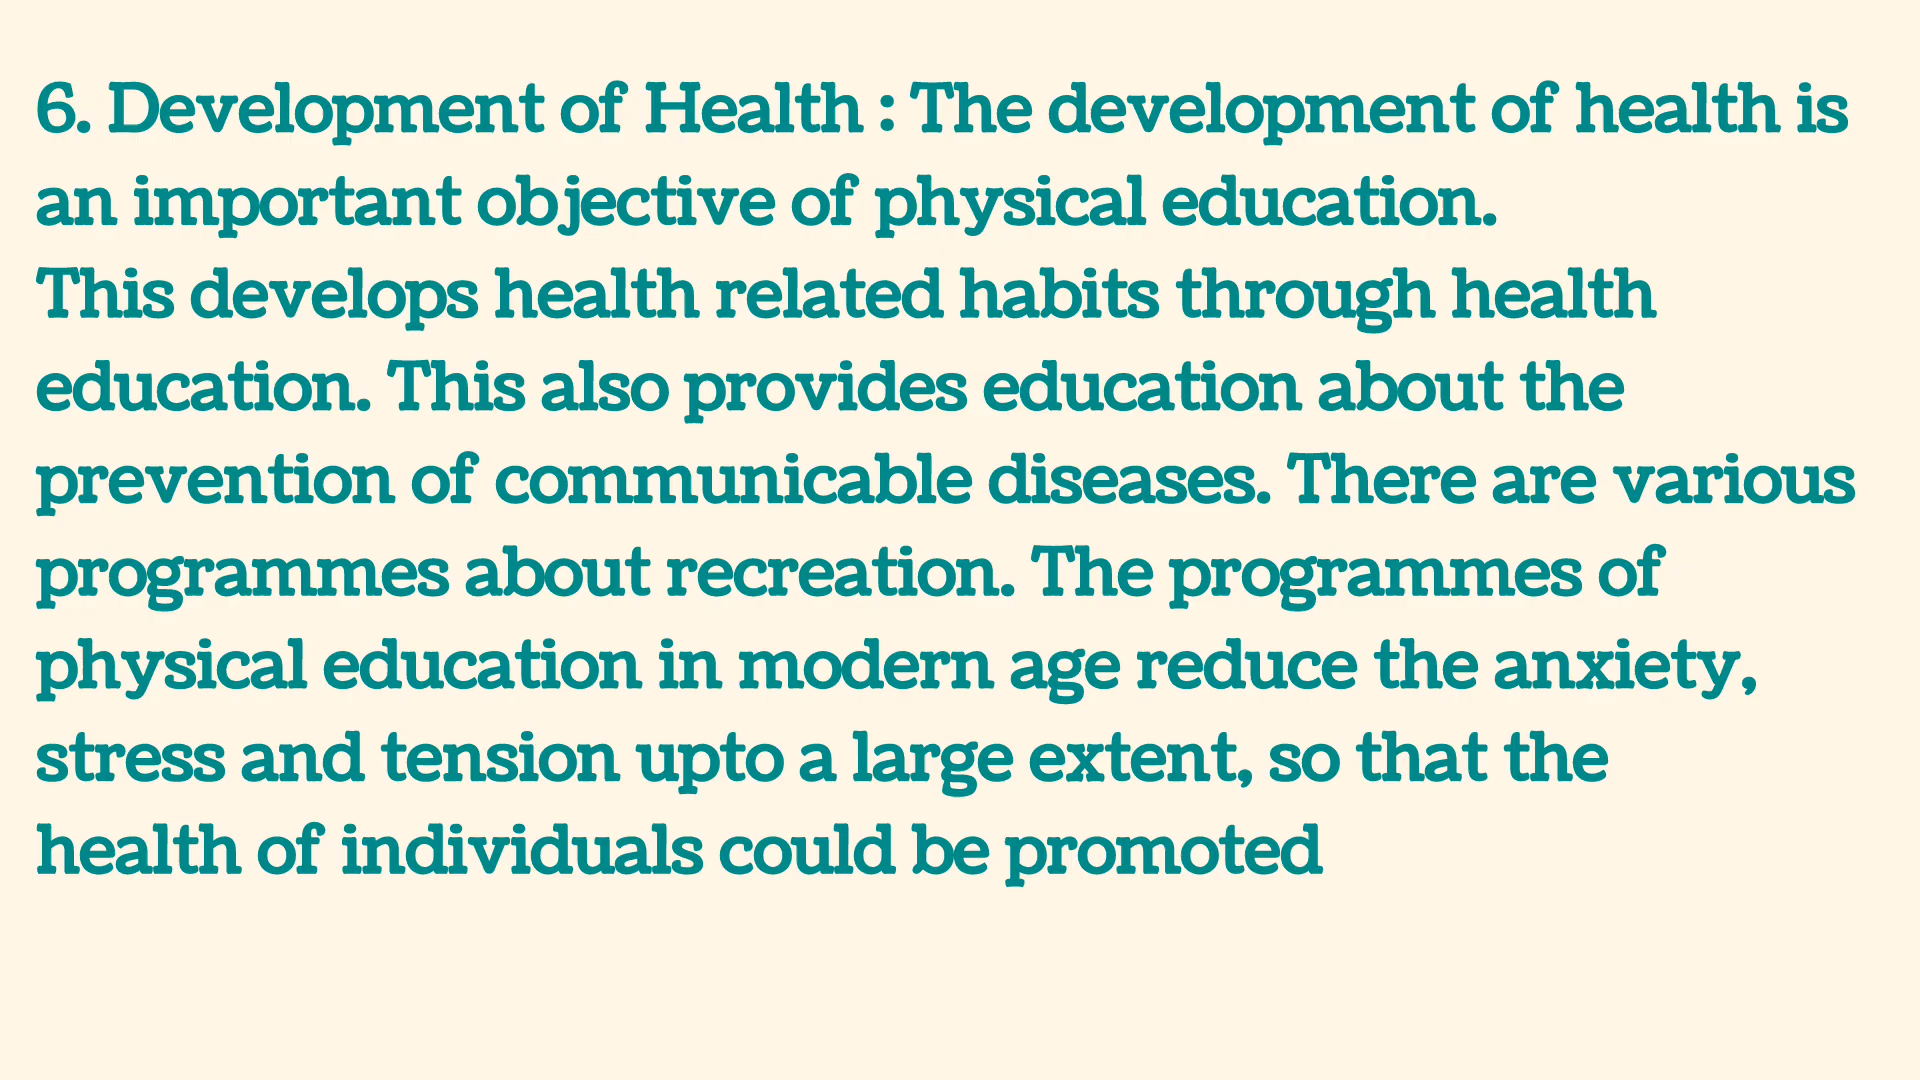 6. Development of Health : The development of health is
an important objective of physical education.
This develops health related habits through health
education. This also provides education about the
prevention of communicable diseases. There are various
programmes about recreation. The programmes of
physical education in modern age reduce the anxiety,
stress and tension upto a large extent, so that the
health of individuals could be promoted